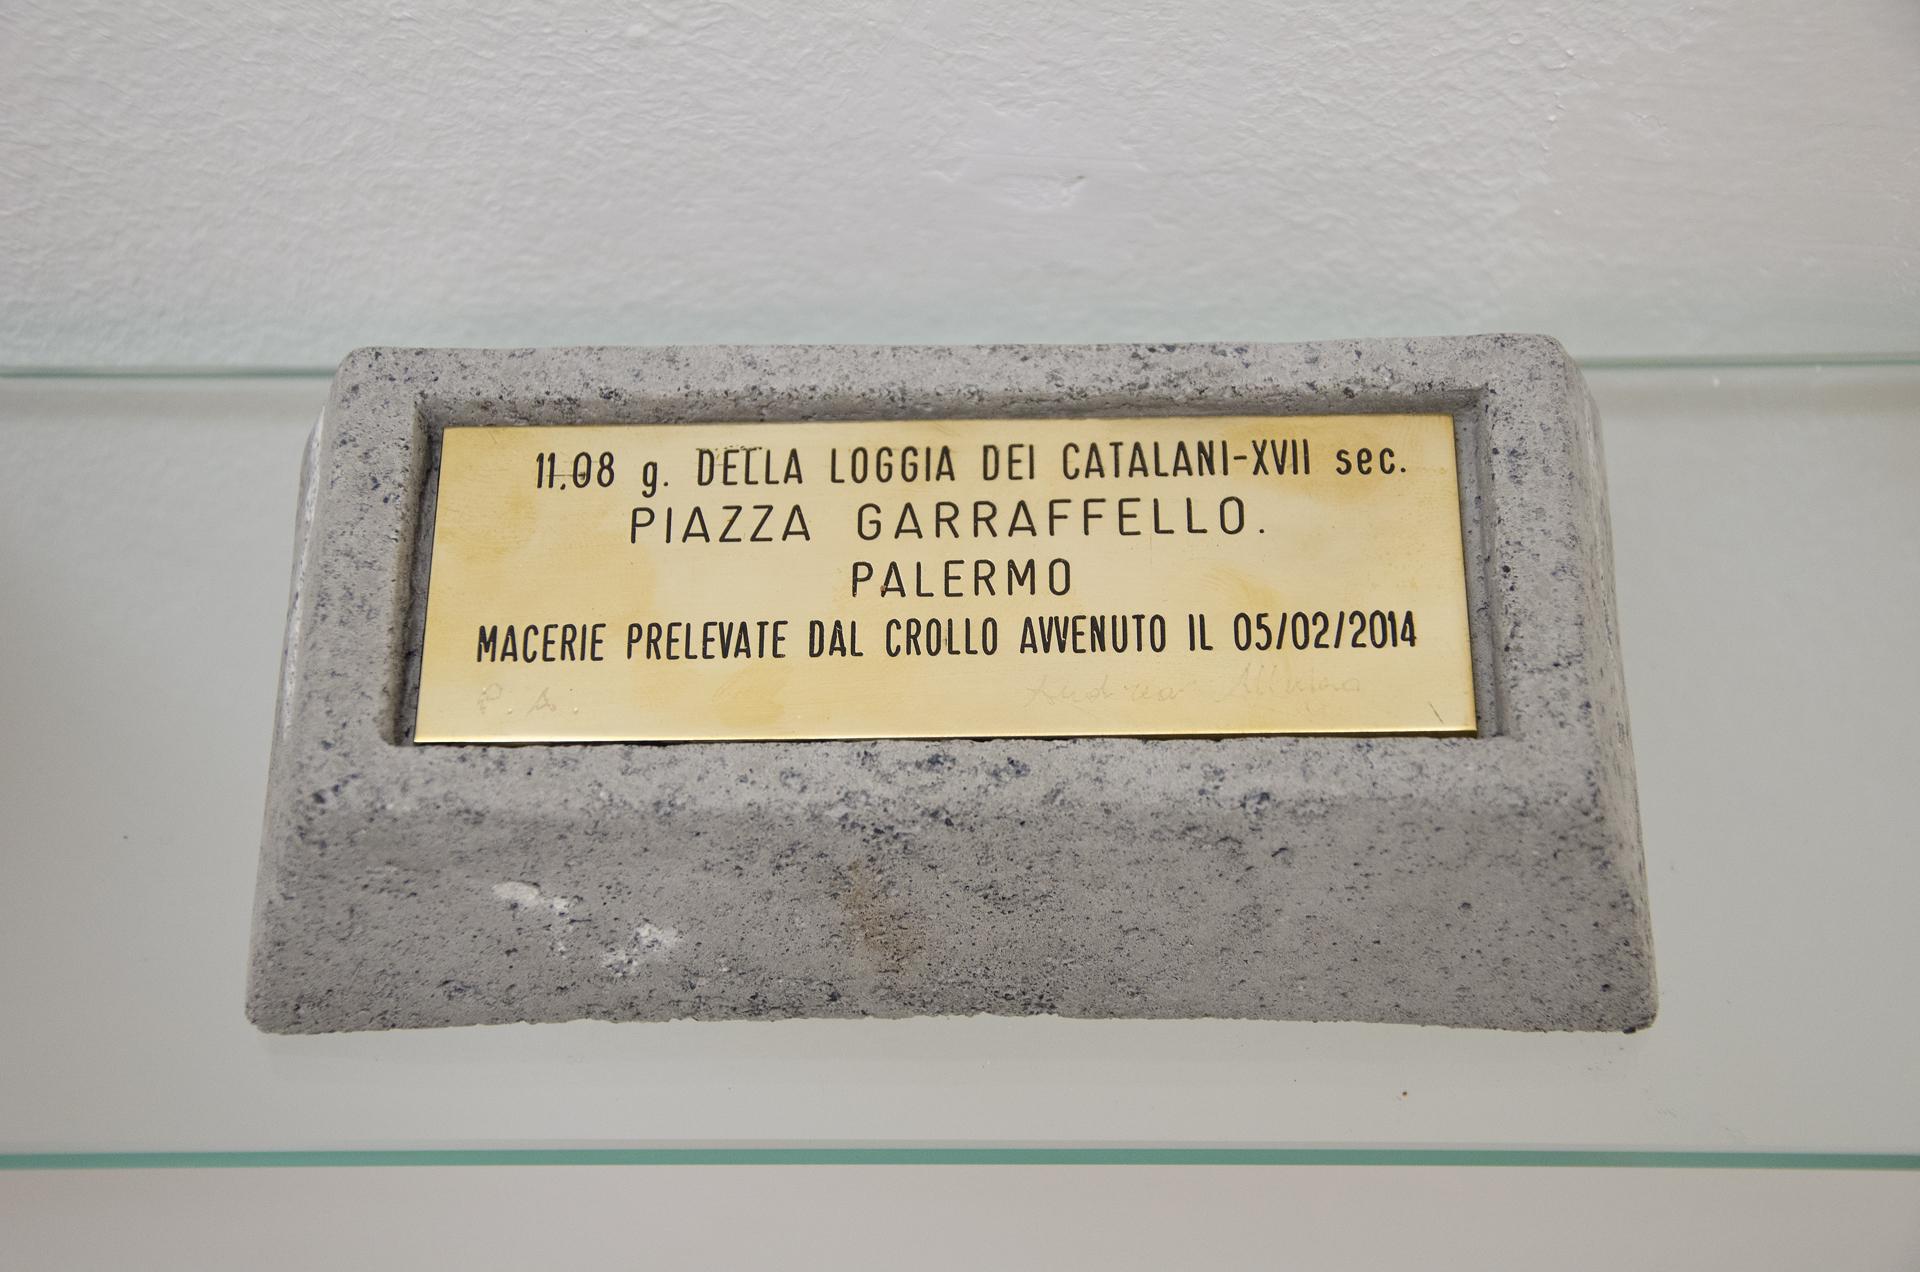 11.08 g. DELLA LOGGIA DEI CATALANI-XVII sec.
PIAZZA GARRAFFELLO.
PALERMO
MACERIE PRELEVATE DAL CROLLO AVVENUTO IL 05/02/2014
Andrea